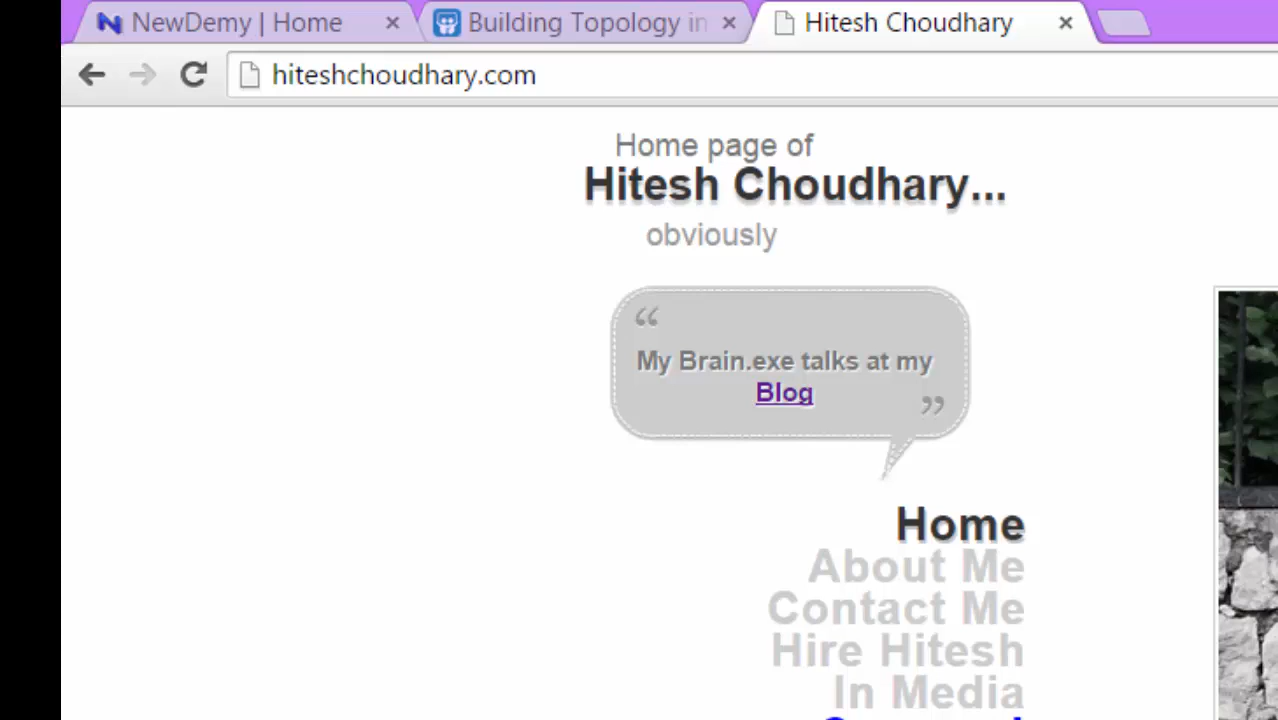 NewDemy | Home
Building Topology in
Hitesh Choudhary
hiteshchoudhary.com
Home page of
Hitesh Choudhary...
obviously
“
My Brain.exe talks at my
Blog
”
Home
About Me
Contact Me
Hire Hitesh
In Media